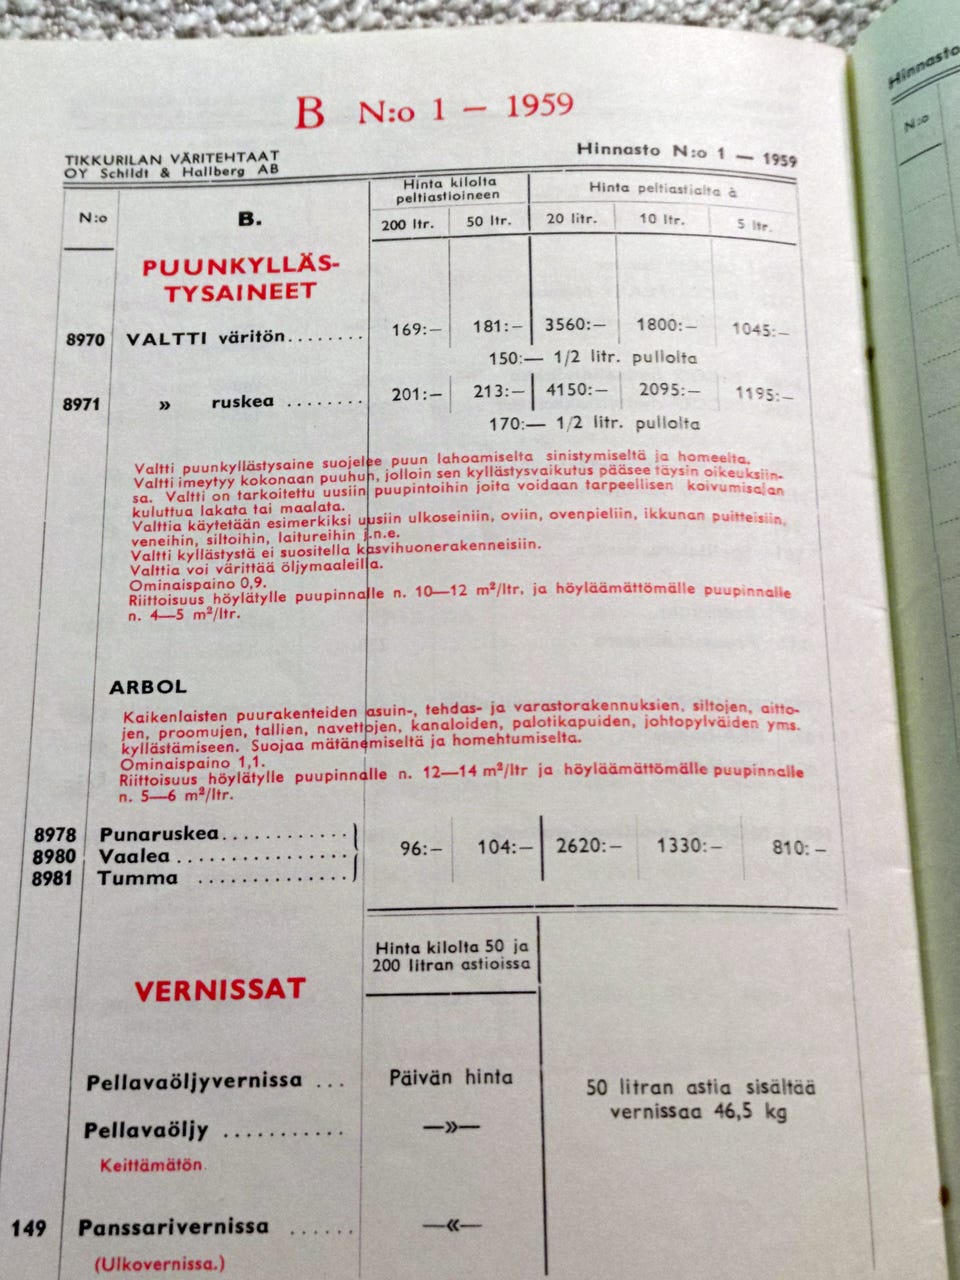 B N:o 1 — 1959
TIKKURILAN VÄRITEHTAAT
OY Schildt & Hallberg AB
Hinnasto N:o 1 — 1959
N:o
B.
Hinta kilolta peltiastioineen
Hinta peltiastialta à
200 ltr. 50 ltr. 20 litr. 10 ltr. 5 ltr.
PUUNKYLLÄS-
TYSAINEET
8970 VALTTI väritön........ 169:— 181:— 3560:— 1800:— 1045:—
150:— 1/2 litr. pullolta
8971 » ruskea ........ 201:— 213:— 4150:— 2095:— 1195:—
170:— 1/2 litr. pullolta
Valtti puunkyllästysaine suojelee puun lahoamiselta sinistymiseltä ja homeelta.
Valtti imeytyy kokonaan puuhun, jolloin sen kyllästysvaikutus pääsee täysin oikeuksiin-
sa. Valtti on tarkoitettu uusiin puupintoihin joita voidaan tarpeellisen koivumisajan
kuluttua lakata tai maalata.
Valttia käytetään esimerkiksi uusiin ulkoseiniin, oviin, ovenpieliin, ikkunan puitteisiin,
veneihin, siltoihin, laitureihin j.n.e.
Valtti kyllästystä ei suositella kasvihuonerakenneisiin.
Valttia voi värittää öljymaaleilla.
Ominaispaino 0,9.
Riittoisuus höylätylle puupinnalle n. 10—12 m²/ltr. ja höyläämättömälle puupinnalle
n. 4—5 m²/ltr.
ARBOL
Kaikenlaisten puurakenteiden asuin-, tehdas- ja varastorakennuksien, siltojen, aitto-
jen, proomujen, tallien, navettojen, kanaloiden, palotikapuiden, johtopylväiden yms.
kyllästämiseen. Suojaa mätänemiseltä ja homehtumiselta.
Ominaispaino 1,1.
Riittoisuus höylätylle puupinnalle n. 12—14 m²/ltr ja höyläämättömälle puupinnalle
n. 5—6 m²/ltr.
8978 Punaruskea............
8980 Vaalea................ 96:— 104:— 2620:— 1330:— 810:—
8981 Tumma ..............
Hinta kilolta 50 ja
200 litran astioissa
VERNISSAT
Pellavaöljyvernissa ... Päivän hinta
50 litran astia sisältää
vernissaa 46,5 kg
Pellavaöljy ........... —»—
Keittämätön
149 Panssarivernissa ...... —«—
(Ulkovernissa.)
Hinnasto
N:o